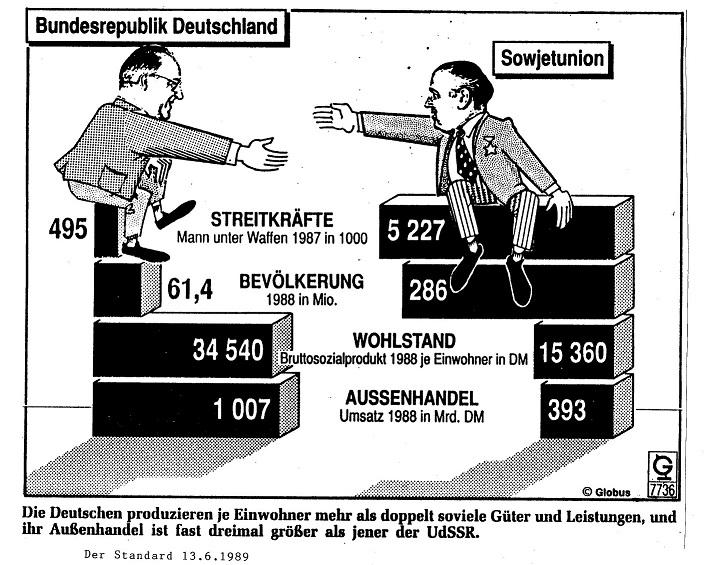 Bundesrepublik Deutschland
Sowjetunion
495
STREITKRÄFTE
Mann unter Waffen 1987 in 1000
5 227
61,4
BEVÖLKERUNG
1988 in Mio.
286
34 540
WOHLSTAND
Bruttosozialprodukt 1988 je Einwohner in DM
15 360
1 007
AUSSENHANDEL
Umsatz 1988 in Mrd. DM
393
© Globus
G
7736
Die Deutschen produzieren je Einwohner mehr als doppelt soviele Güter und Leistungen, und
ihr Außenhandel ist fast dreimal größer als jener der UdSSR.
Der Standard 13.6.1989